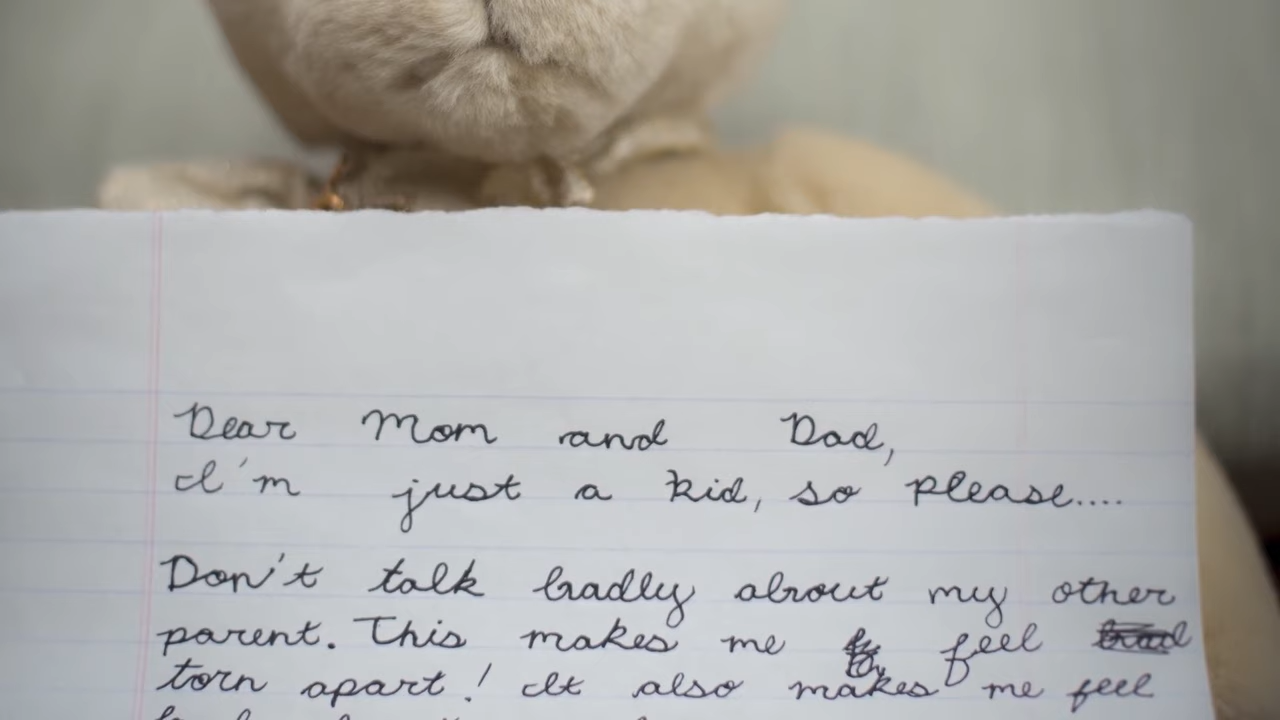 Dear Mom and Dad,
I'm just a kid, so please....
Don't talk badly about my other
parent. This makes me feel
torn apart! It also makes me feel